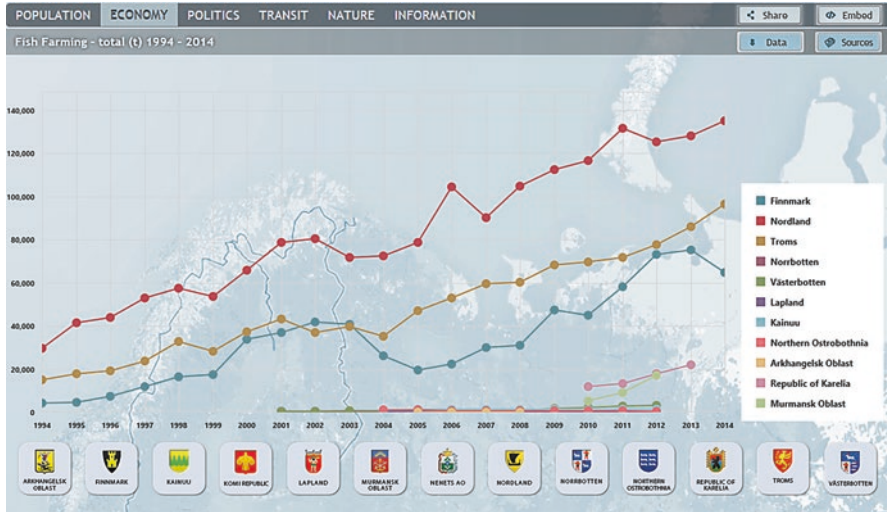 POPULATION ECONOMY POLITICS TRANSIT NATURE INFORMATION Share Embed
Fish Farming - total (t) 1994 - 2014 Data Sources
140,000
120,000
100,000
80,000
60,000
40,000
20,000
0
1994 1995 1996 1997 1998 1999 2000 2001 2002 2003 2004 2005 2006 2007 2008 2009 2010 2011 2012 2013 2014
Finnmark
Nordland
Troms
Norrbotten
Västerbotten
Lapland
Kainuu
Northern Ostrobothnia
Arkhangelsk Oblast
Republic of Karelia
Murmansk Oblast
ARKHANGELSK OBLAST
FINNMARK
KAINUU
KOMI REPUBLIC
LAPLAND
MURMANSK OBLAST
NENETS AO
NORDLAND
NORRBOTTEN
NORTHERN OSTROBOTHNIA
REPUBLIC OF KARELIA
TROMS
VÄSTERBOTTEN